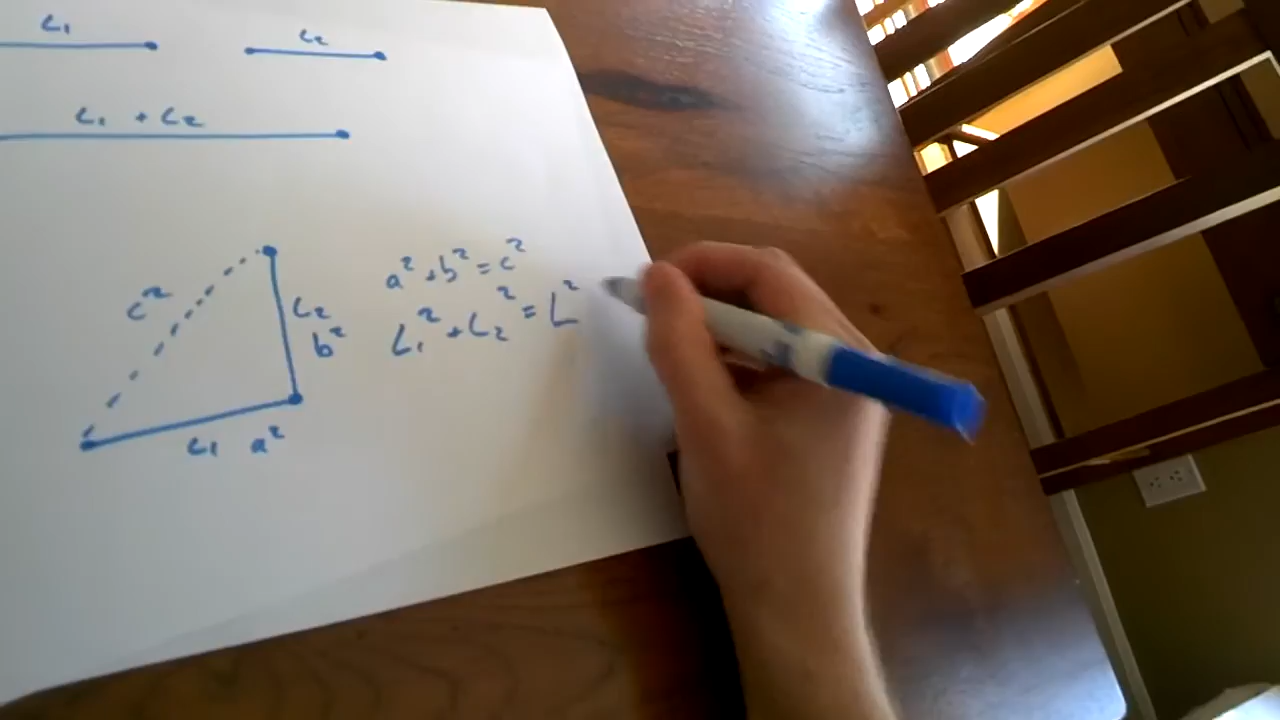 L₁
L₂
L₁ + L₂
c²
L₂
b²
L₁ a²
a² + b² = c²
L₁² + L₂² = L²